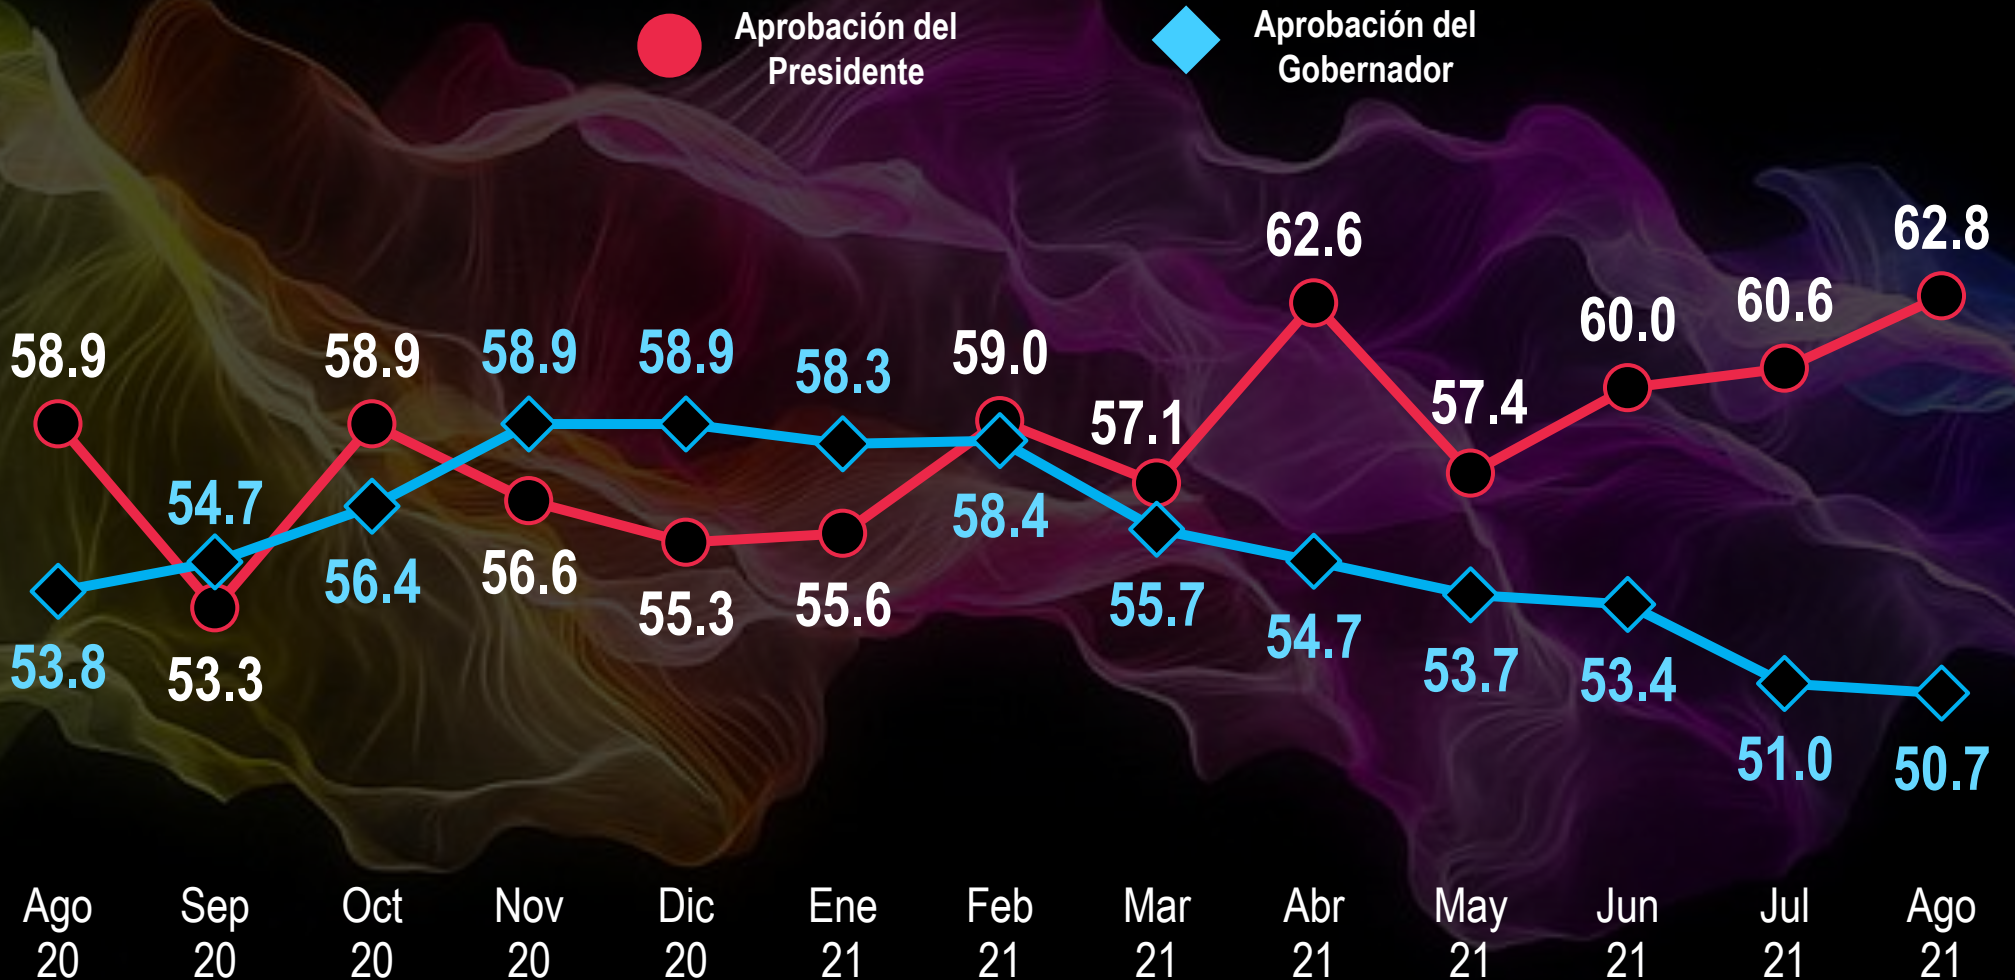 Aprobación del
Presidente
Aprobación del
Gobernador
58.9
53.3
58.9
56.6
55.3
55.6
59.0
57.1
62.6
57.4
60.0
60.6
62.8
53.8
54.7
56.4
58.9
58.9
58.3
58.4
55.7
54.7
53.7
53.4
51.0
50.7
Ago
20
Sep
20
Oct
20
Nov
20
Dic
20
Ene
21
Feb
21
Mar
21
Abr
21
May
21
Jun
21
Jul
21
Ago
21